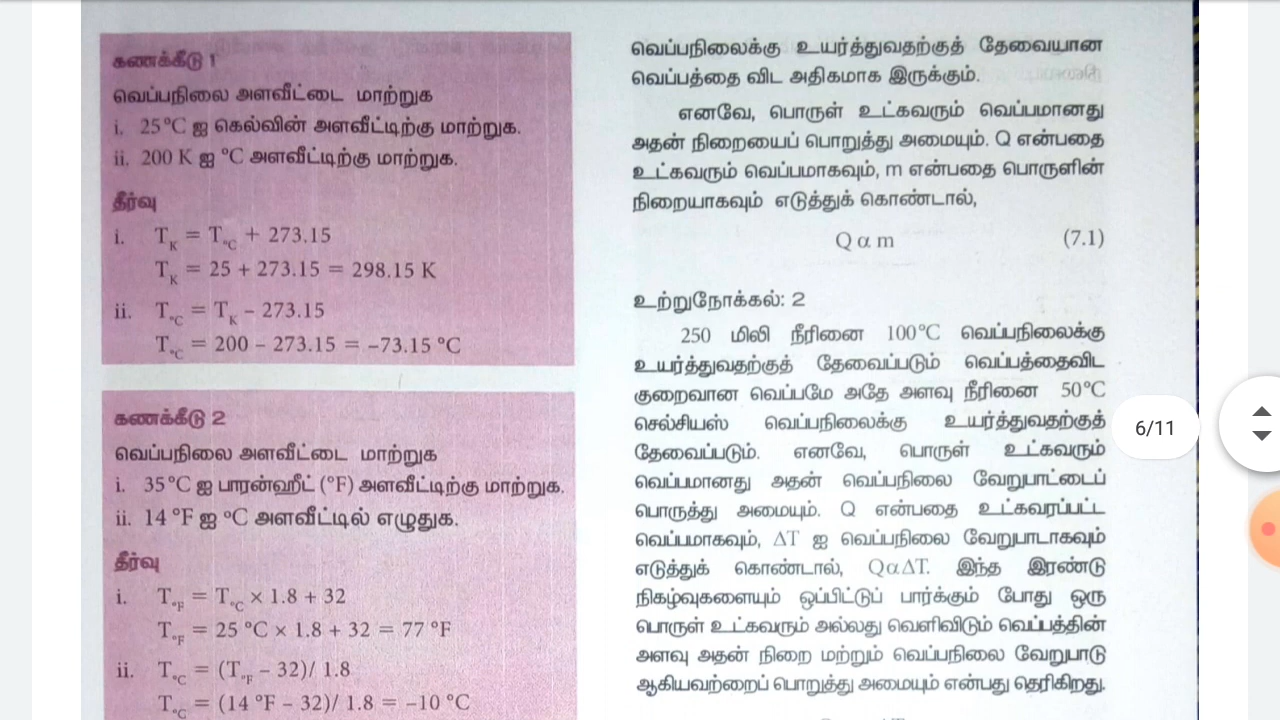 கணக்கீடு 1
வெப்பநிலை அளவீட்டை மாற்றுக
i. 25°C ஐ கெல்வின் அளவீட்டிற்கு மாற்றுக.
ii. 200 K ஐ °C அளவீட்டிற்கு மாற்றுக.
தீர்வு
i. T_K = T_°C + 273.15
T_K = 25 + 273.15 = 298.15 K
ii. T_°C = T_K – 273.15
T_°C = 200 – 273.15 = –73.15 °C
கணக்கீடு 2
வெப்பநிலை அளவீட்டை மாற்றுக
i. 35°C ஐ பாரன்ஹீட் (°F) அளவீட்டிற்கு மாற்றுக.
ii. 14 °F ஐ °C அளவீட்டில் எழுதுக.
தீர்வு
i. T_°F = T_°C × 1.8 + 32
T_°F = 25 °C × 1.8 + 32 = 77 °F
ii. T_°C = (T_°F – 32)/ 1.8
T_°C = (14 °F – 32)/ 1.8 = –10 °C
வெப்பநிலைக்கு உயர்த்துவதற்குத் தேவையான
வெப்பத்தை விட அதிகமாக இருக்கும்.
எனவே, பொருள் உட்கவரும் வெப்பமானது
அதன் நிறையைப் பொறுத்து அமையும். Q என்பதை
உட்கவரும் வெப்பமாகவும், m என்பதை பொருளின்
நிறையாகவும் எடுத்துக் கொண்டால்,
Q α m (7.1)
உற்றுநோக்கல்: 2
250 மிலி நீரினை 100°C வெப்பநிலைக்கு
உயர்த்துவதற்குத் தேவைப்படும் வெப்பத்தைவிட
குறைவான வெப்பமே அதே அளவு நீரினை 50°C
செல்சியஸ் வெப்பநிலைக்கு உயர்த்துவதற்குத்
தேவைப்படும். எனவே, பொருள் உட்கவரும்
வெப்பமானது அதன் வெப்பநிலை வேறுபாட்டைப்
பொருத்து அமையும். Q என்பதை உட்கவரப்பட்ட
வெப்பமாகவும், ΔT ஐ வெப்பநிலை வேறுபாடாகவும்
எடுத்துக் கொண்டால், QαΔT. இந்த இரண்டு
நிகழ்வுகளையும் ஒப்பிட்டுப் பார்க்கும் போது ஒரு
பொருள் உட்கவரும் அல்லது வெளிவிடும் வெப்பத்தின்
அளவு அதன் நிறை மற்றும் வெப்பநிலை வேறுபாடு
ஆகியவற்றைப் பொறுத்து அமையும் என்பது தெரிகிறது.
6/11